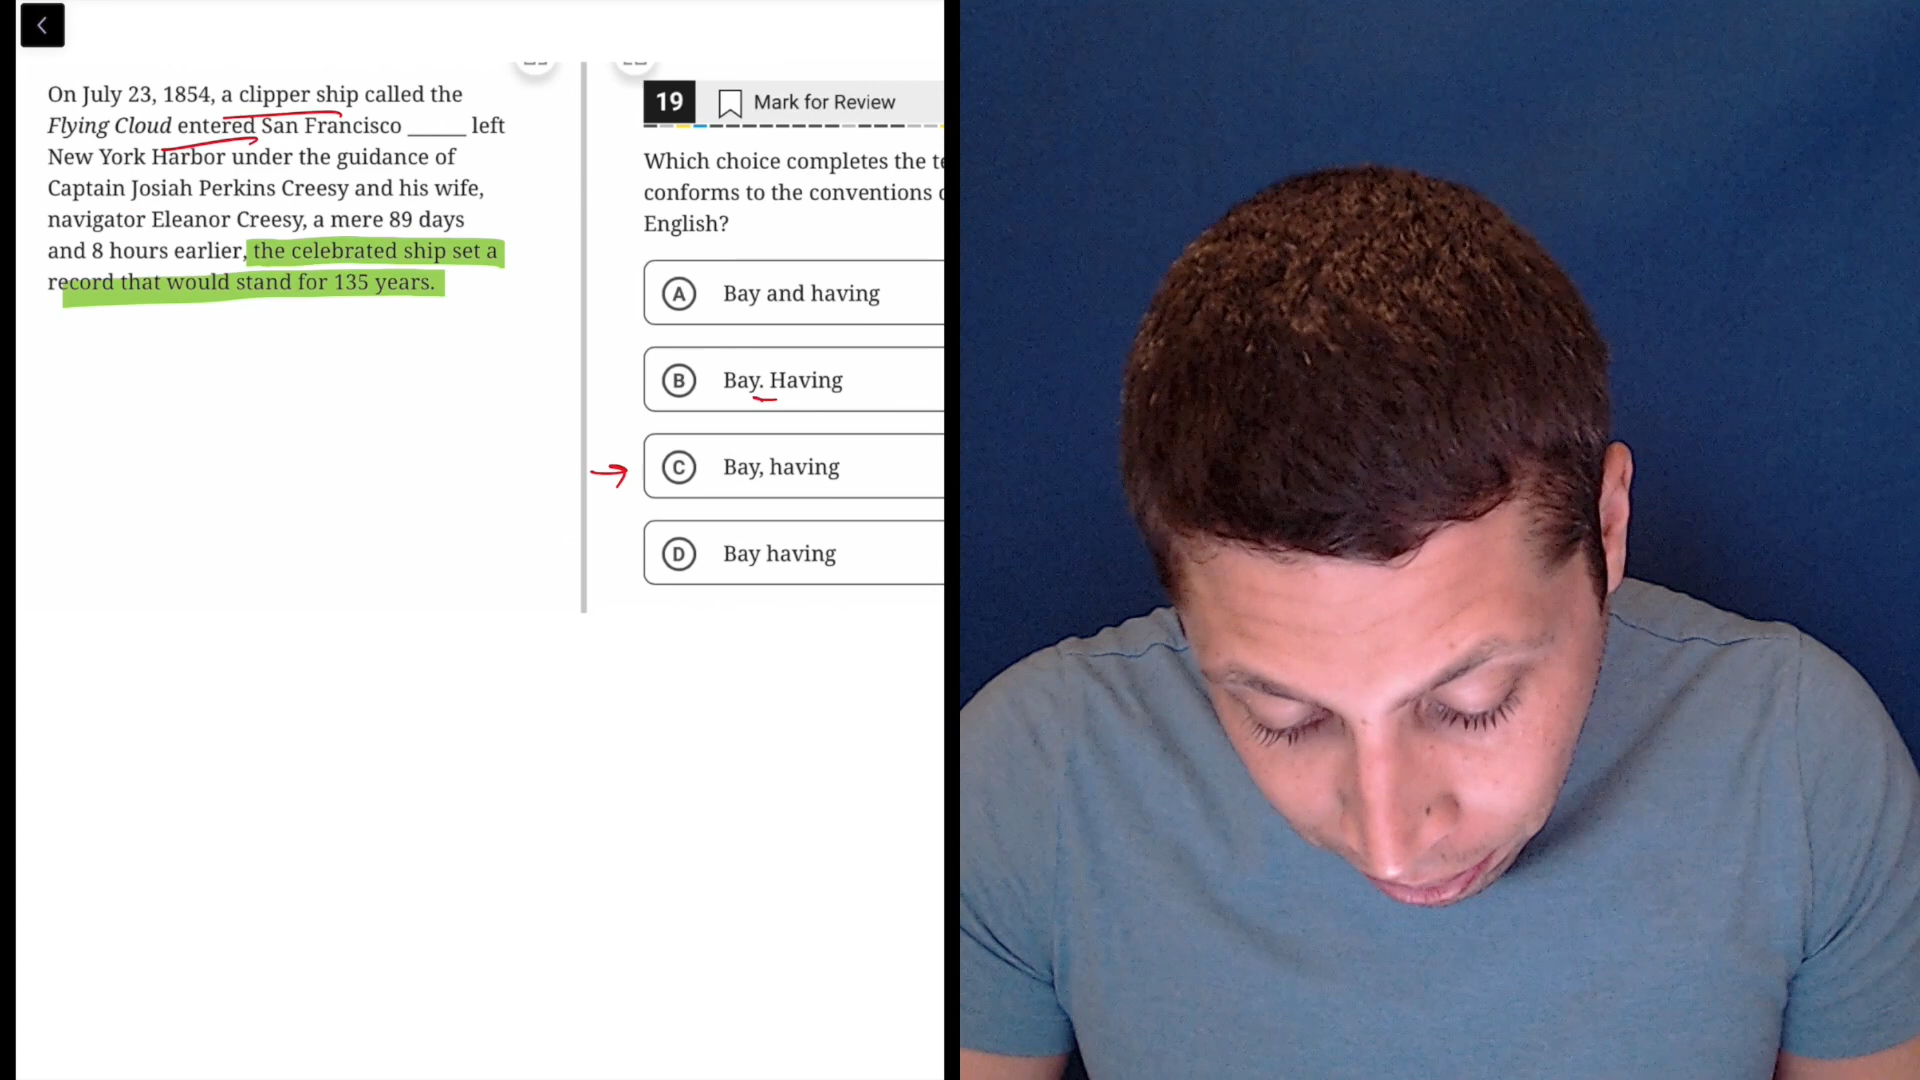 On July 23, 1854, a clipper ship called the
Flying Cloud entered San Francisco _____ left
New York Harbor under the guidance of
Captain Josiah Perkins Creesy and his wife,
navigator Eleanor Creesy, a mere 89 days
and 8 hours earlier, the celebrated ship set a
record that would stand for 135 years.
19 Mark for Review
Which choice completes the te
conforms to the conventions o
English?
A Bay and having
B Bay. Having
C Bay, having
D Bay having